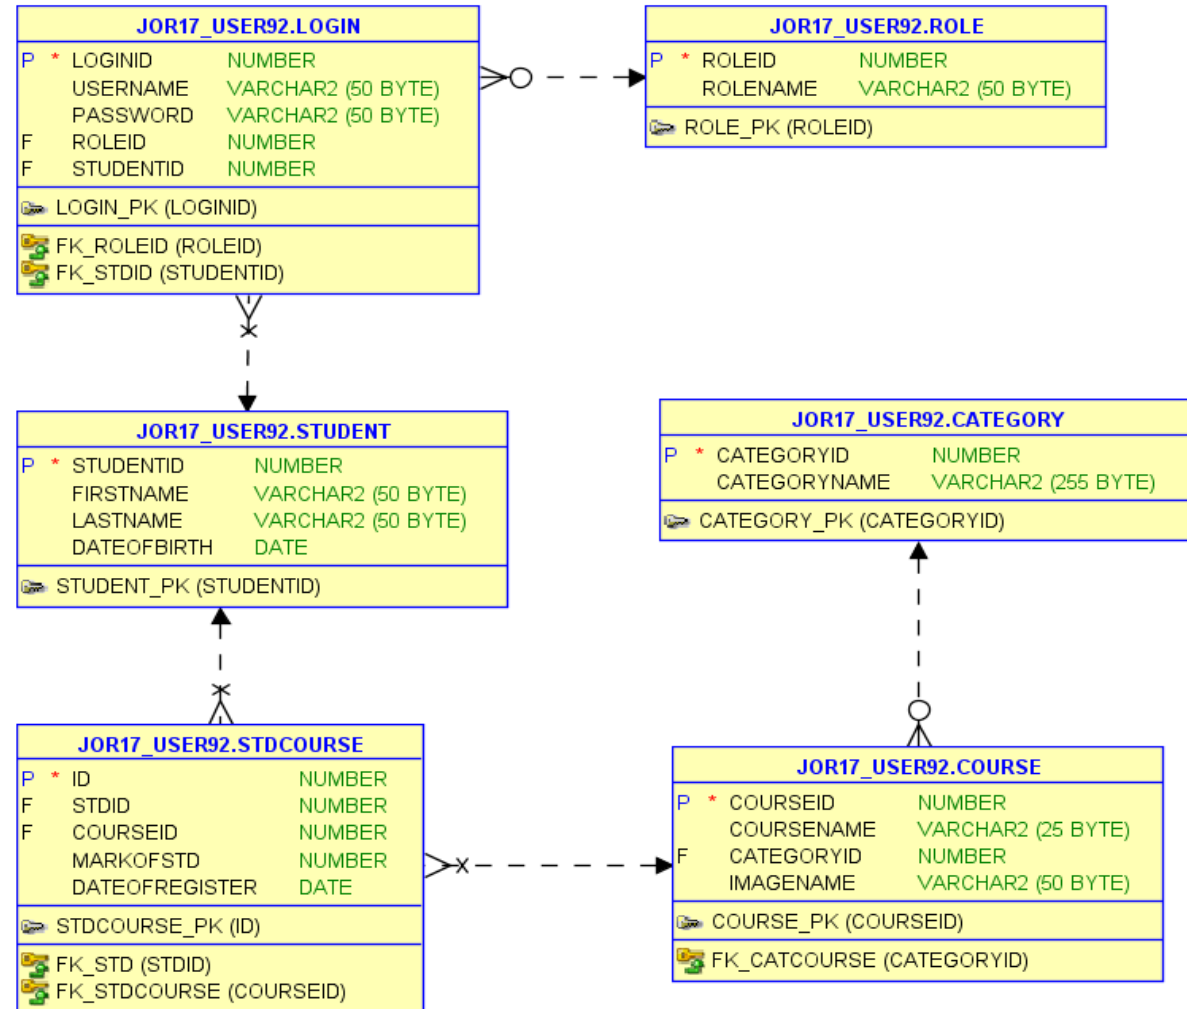 JOR17_USER92.LOGIN
P * LOGINID NUMBER
USERNAME VARCHAR2 (50 BYTE)
PASSWORD VARCHAR2 (50 BYTE)
F ROLEID NUMBER
F STUDENTID NUMBER
LOGIN_PK (LOGINID)
FK_ROLEID (ROLEID)
FK_STDID (STUDENTID)
JOR17_USER92.ROLE
P * ROLEID NUMBER
ROLENAME VARCHAR2 (50 BYTE)
ROLE_PK (ROLEID)
JOR17_USER92.STUDENT
P * STUDENTID NUMBER
FIRSTNAME VARCHAR2 (50 BYTE)
LASTNAME VARCHAR2 (50 BYTE)
DATEOFBIRTH DATE
STUDENT_PK (STUDENTID)
JOR17_USER92.CATEGORY
P * CATEGORYID NUMBER
CATEGORYNAME VARCHAR2 (255 BYTE)
CATEGORY_PK (CATEGORYID)
JOR17_USER92.STDCOURSE
P * ID NUMBER
F STDID NUMBER
F COURSEID NUMBER
MARKOFSTD NUMBER
DATEOFREGISTER DATE
STDCOURSE_PK (ID)
FK_STD (STDID)
FK_STDCOURSE (COURSEID)
JOR17_USER92.COURSE
P * COURSEID NUMBER
COURSENAME VARCHAR2 (25 BYTE)
F CATEGORYID NUMBER
IMAGENAME VARCHAR2 (50 BYTE)
COURSE_PK (COURSEID)
FK_CATCOURSE (CATEGORYID)